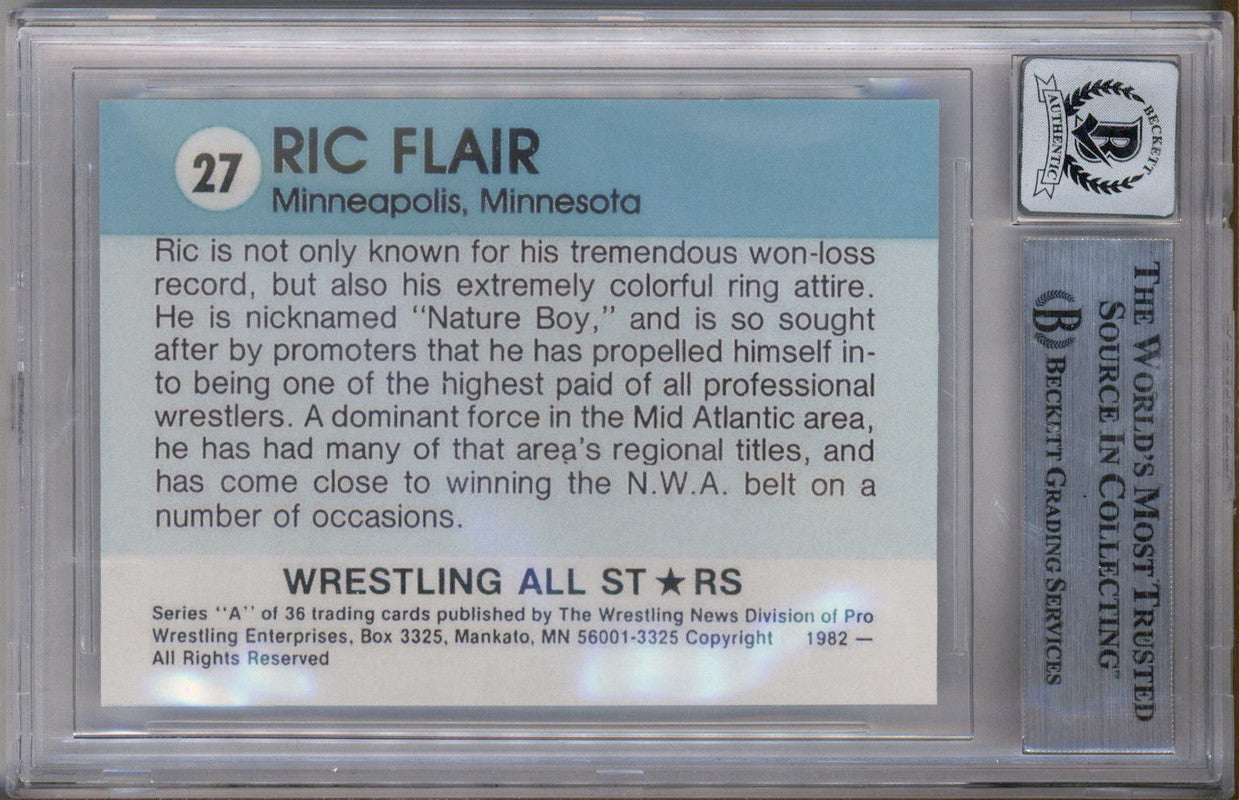 27
RIC FLAIR
Minneapolis, Minnesota
Ric is not only known for his tremendous won-loss
record, but also his extremely colorful ring attire.
He is nicknamed "Nature Boy," and is so sought
after by promoters that he has propelled himself in-
to being one of the highest paid of all professional
wrestlers. A dominant force in the Mid Atlantic area,
he has had many of that area's regional titles, and
has come close to winning the N.W.A. belt on a
number of occasions.
WRESTLING ALL ST★RS
Series "A" of 36 trading cards published by The Wrestling News Division of Pro
Wrestling Enterprises, Box 3325, Mankato, MN 56001-3325 Copyright 1982 —
All Rights Reserved
BECKETT
B
AUTHENTIC
THE WORLD'S MOST TRUSTED
SOURCE IN COLLECTING™
B BECKETT GRADING SERVICES